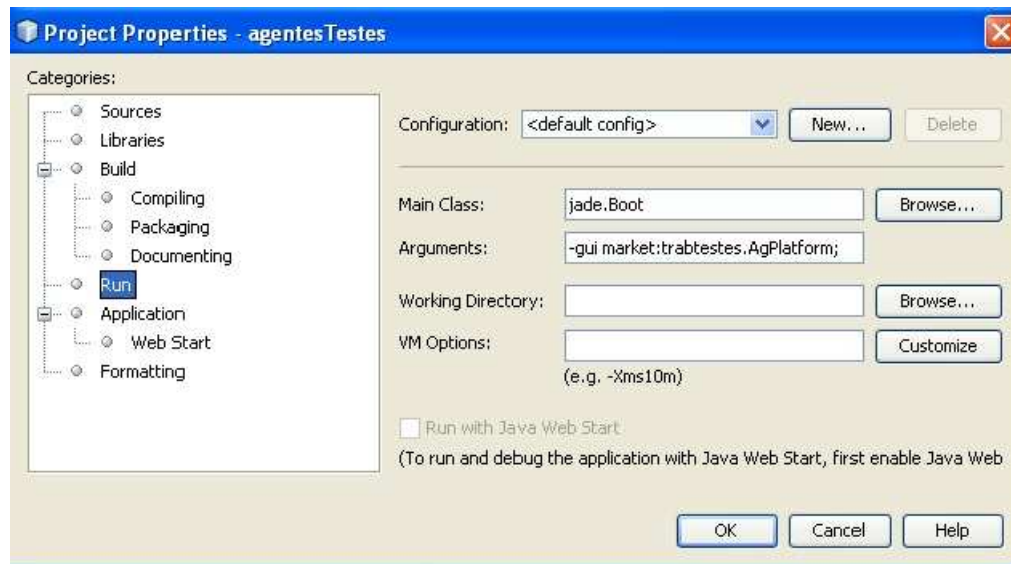 Project Properties - agentesTestes
Categories:
Sources
Libraries
Build
Compiling
Packaging
Documenting
Run
Application
Web Start
Formatting
Configuration: <default config> New... Delete
Main Class: jade.Boot Browse...
Arguments: -gui market:trabtestes.AgPlatform;
Working Directory: Browse...
VM Options: Customize
(e.g. -Xms10m)
Run with Java Web Start
(To run and debug the application with Java Web Start, first enable Java Web
OK Cancel Help